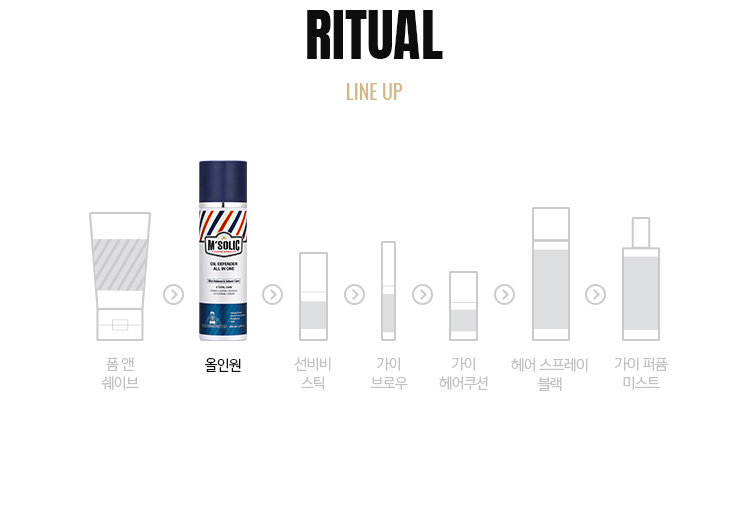 RITUAL
LINE UP
M'SOLIC
OIL DEFENDER
ALL IN ONE
폼 앤
쉐이브
올인원
선비비
스틱
가이
브로우
가이
헤어쿠션
헤어 스프레이
블랙
가이 퍼퓸
미스트